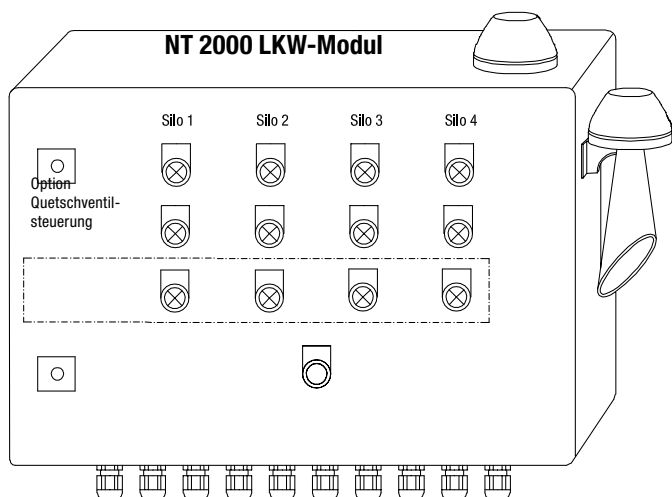 NT 2000 LKW-Modul
Silo 1 Silo 2 Silo 3 Silo 4
Option
Quetschventil-
steuerung